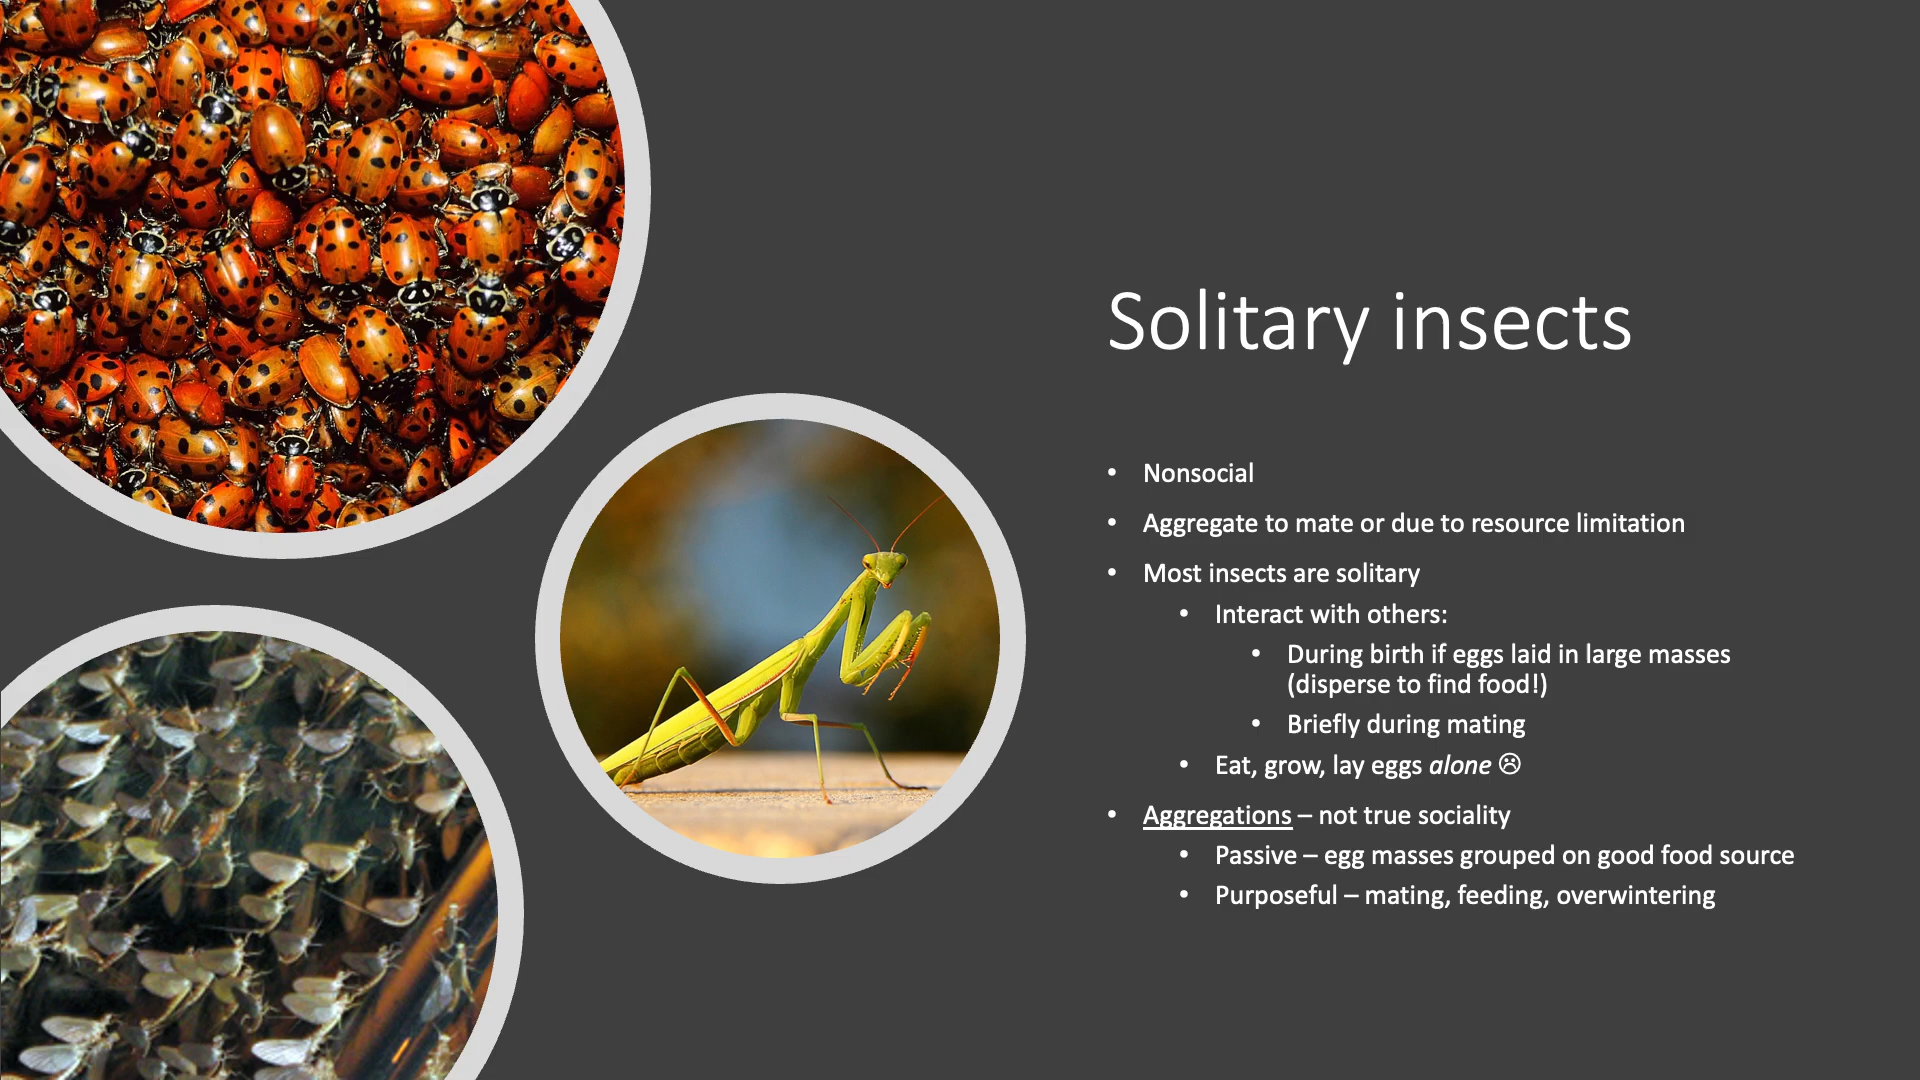 Solitary insects
• Nonsocial
• Aggregate to mate or due to resource limitation
• Most insects are solitary
• Interact with others:
• During birth if eggs laid in large masses
(disperse to find food!)
• Briefly during mating
• Eat, grow, lay eggs alone ☹
• Aggregations – not true sociality
• Passive – egg masses grouped on good food source
• Purposeful – mating, feeding, overwintering